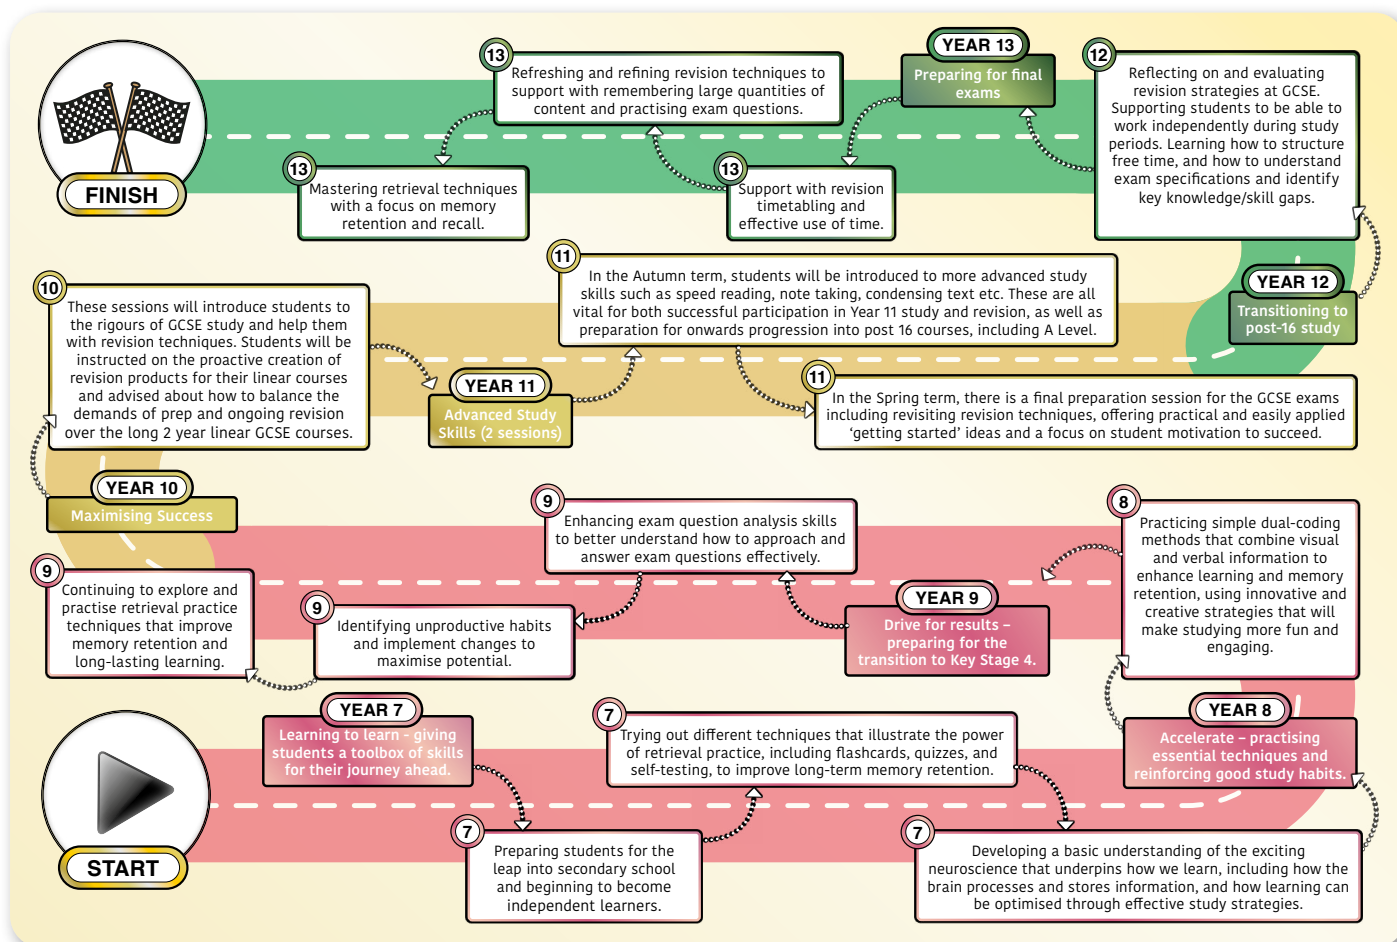 FINISH
13
Refreshing and refining revision techniques to
support with remembering large quantities of
content and practising exam questions.
YEAR 13
Preparing for final
exams
12
Reflecting on and evaluating
revision strategies at GCSE.
Supporting students to be able to
work independently during study
periods. Learning how to structure
free time, and how to understand
exam specifications and identify
key knowledge/skill gaps.
13
Mastering retrieval techniques
with a focus on memory
retention and recall.
13
Support with revision
timetabling and
effective use of time.
10
These sessions will introduce students to
the rigours of GCSE study and help them
with revision techniques. Students will be
instructed on the proactive creation of
revision products for their linear courses
and advised about how to balance the
demands of prep and ongoing revision
over the long 2 year linear GCSE courses.
11
In the Autumn term, students will be introduced to more advanced study
skills such as speed reading, note taking, condensing text etc. These are all
vital for both successful participation in Year 11 study and revision, as well as
preparation for onwards progression into post 16 courses, including A Level.
YEAR 12
Transitioning to
post-16 study
YEAR 11
Advanced Study
Skills (2 sessions)
11
In the Spring term, there is a final preparation session for the GCSE exams
including revisiting revision techniques, offering practical and easily applied
‘getting started’ ideas and a focus on student motivation to succeed.
YEAR 10
Maximising Success
9
Enhancing exam question analysis skills
to better understand how to approach and
answer exam questions effectively.
8
Practicing simple dual-coding
methods that combine visual
and verbal information to
enhance learning and memory
retention, using innovative and
creative strategies that will
make studying more fun and
engaging.
9
Continuing to explore and
practise retrieval practice
techniques that improve
memory retention and
long-lasting learning.
9
Identifying unproductive habits
and implement changes to
maximise potential.
YEAR 9
Drive for results –
preparing for the
transition to Key Stage 4.
YEAR 7
Learning to learn - giving
students a toolbox of skills
for their journey ahead.
7
Trying out different techniques that illustrate the power
of retrieval practice, including flashcards, quizzes, and
self-testing, to improve long-term memory retention.
YEAR 8
Accelerate – practising
essential techniques and
reinforcing good study habits.
START
7
Preparing students for the
leap into secondary school
and beginning to become
independent learners.
7
Developing a basic understanding of the exciting
neuroscience that underpins how we learn, including how the
brain processes and stores information, and how learning can
be optimised through effective study strategies.